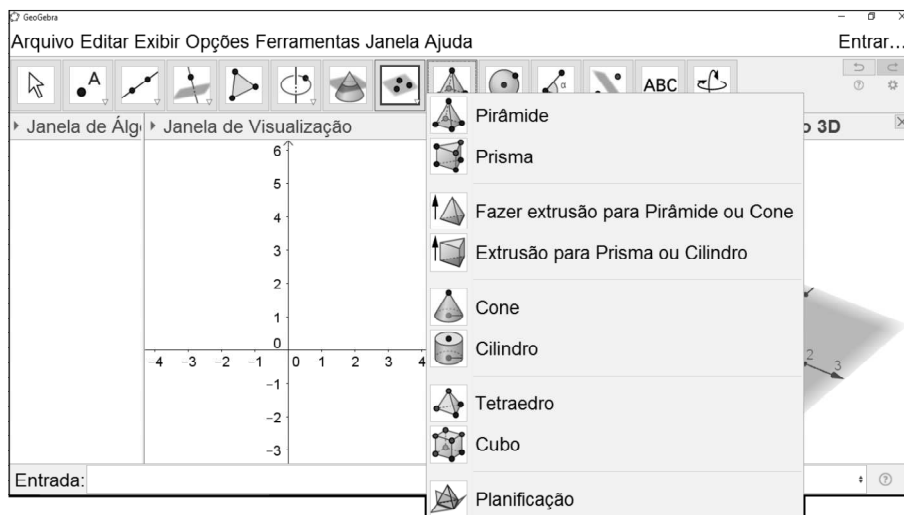 GeoGebra
Arquivo Editar Exibir Opções Ferramentas Janela Ajuda Entrar...
A α ABC
Janela de Álg Janela de Visualização 3D
Pirâmide
Prisma
Fazer extrusão para Pirâmide ou Cone
Extrusão para Prisma ou Cilindro
Cone
Cilindro
Tetraedro
Cubo
Planificação
6
5
4
3
2
1
0
-4 -3 -2 -1 0 1 2 3 4
-1
-2
-3
2 3
Entrada: